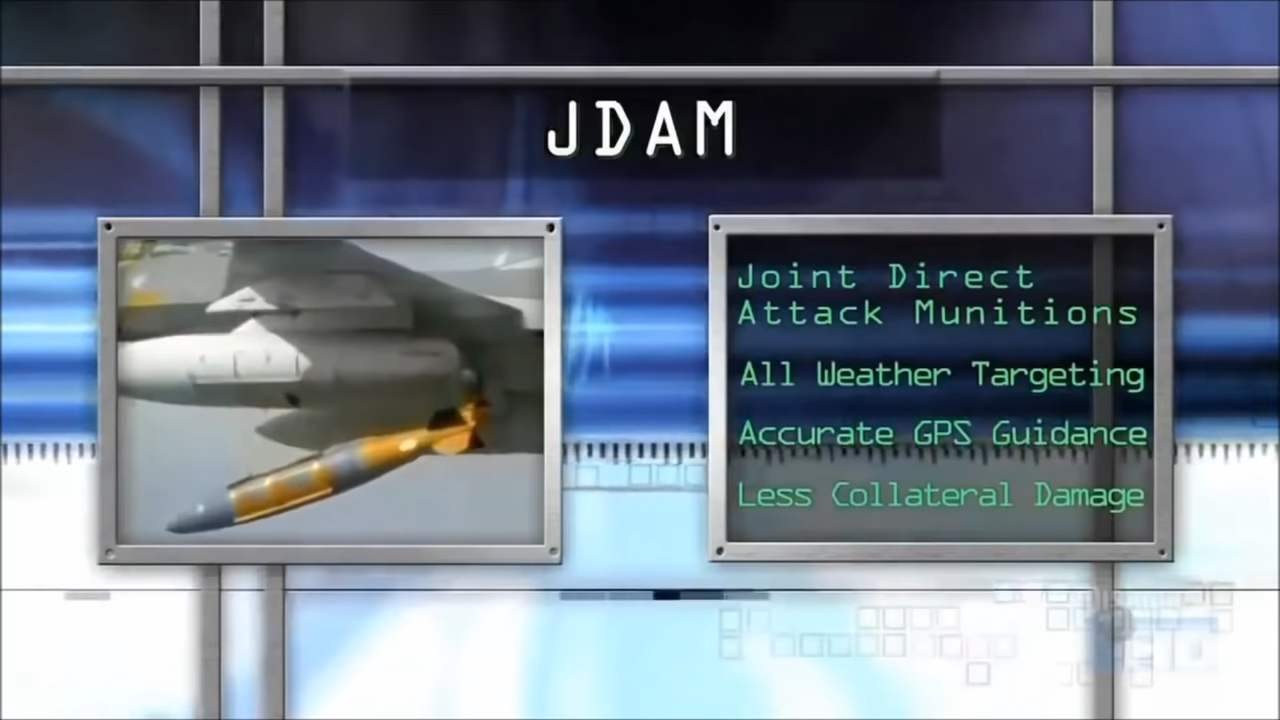 JDAM
Joint Direct
Attack Munitions
All Weather Targeting
Accurate GPS Guidance
Less Collateral Damage